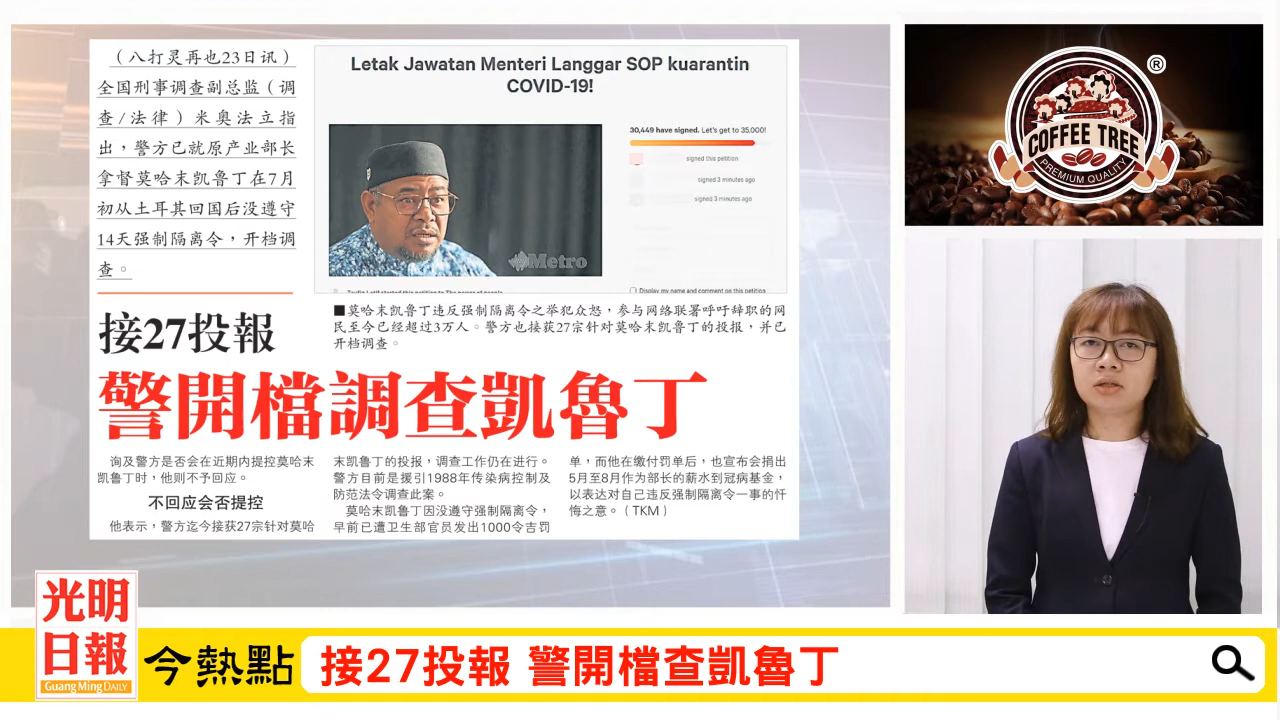 （八打灵再也23日讯）
全国刑事调查副总监（调
查/法律）米奥法立指
出，警方已就原产业部长
拿督莫哈末凯鲁丁在7月
初从土耳其回国后没遵守
14天强制隔离令，开档调
查。
Letak Jawatan Menteri Langgar SOP kuarantin
COVID-19!
30,449 have signed. Let's get to 35,000!
signed this petition
signed 3 minutes ago
signed 3 minutes ago
Metro
Display my name and comment on this petition
■莫哈末凯鲁丁违反强制隔离令之举犯众怒，参与网络联署呼吁辞职的网
民至今已经超过3万人。警方也接获27宗针对莫哈末凯鲁丁的投报，并已
开档调查。
接27投報
警開檔調查凱魯丁
询及警方是否会在近期内提控莫哈末
凯鲁丁时，他则不予回应。
不回应会否提控
他表示，警方迄今接获27宗针对莫哈
末凯鲁丁的投报，调查工作仍在进行。
警方目前是援引1988年传染病控制及
防范法令调查此案。
莫哈末凯鲁丁因没遵守强制隔离令，
早前已遭卫生部官员发出1000令吉罚
单，而他在缴付罚单后，也宣布会捐出
5月至8月作为部长的薪水到冠病基金，
以表达对自己违反强制隔离令一事的忏
悔之意。（TKM）
®
COFFEE TREE
PREMIUM QUALITY
光明
日報
Guang Ming DAILY
今熱點
接27投報 警開檔查凱魯丁